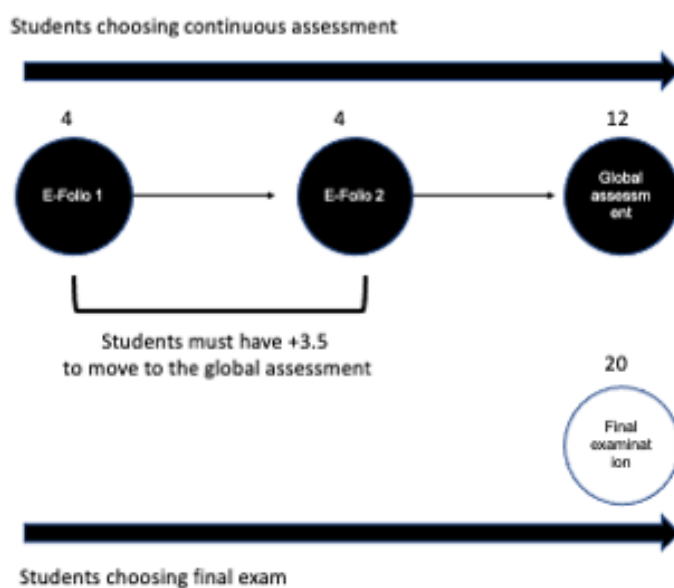 Students choosing continuous assessment
4 4 12
E-Folio 1 E-Folio 2 Global
assessm
ent
Students must have +3.5
to move to the global assessment
20
Final
examinat
ion
Students choosing final exam